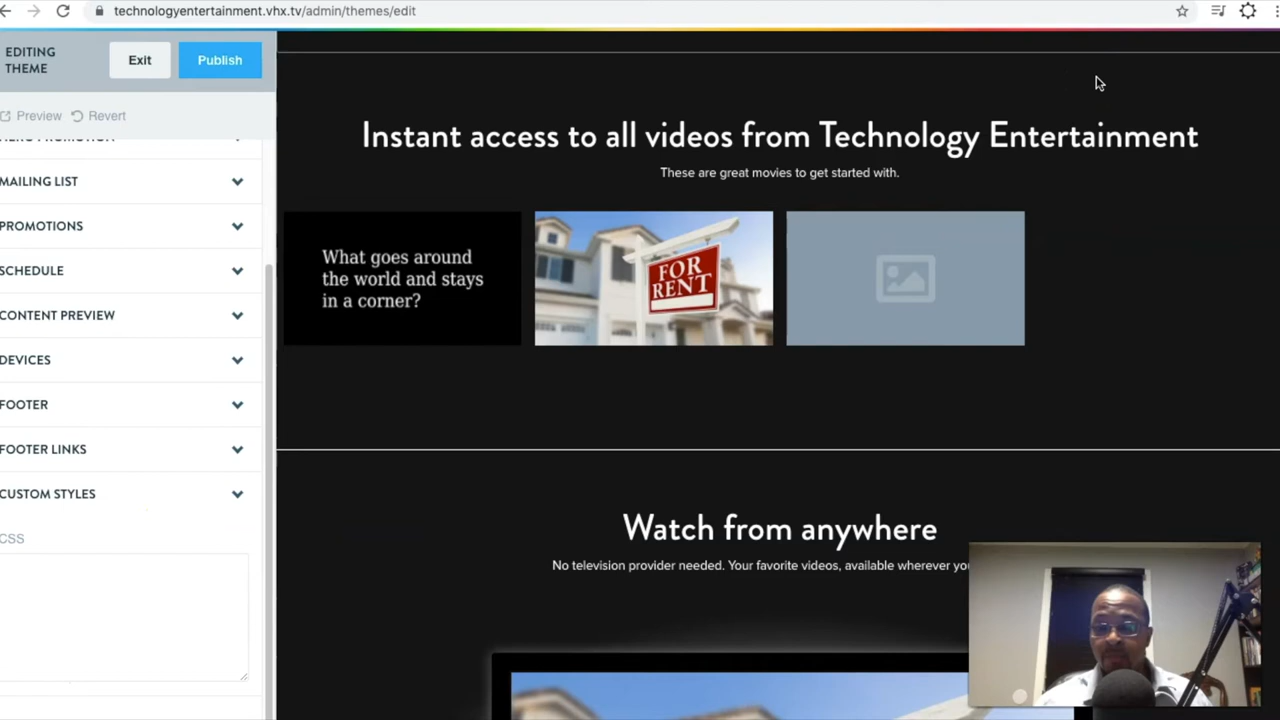 technologyentertainment.vhx.tv/admin/themes/edit
EDITING
THEME
Exit
Publish
Preview
Revert
HERO PROMOTION
MAILING LIST
PROMOTIONS
SCHEDULE
CONTENT PREVIEW
DEVICES
FOOTER
FOOTER LINKS
CUSTOM STYLES
CSS
Instant access to all videos from Technology Entertainment
These are great movies to get started with.
What goes around
the world and stays
in a corner?
FOR
RENT
Watch from anywhere
No television provider needed. Your favorite videos, available wherever